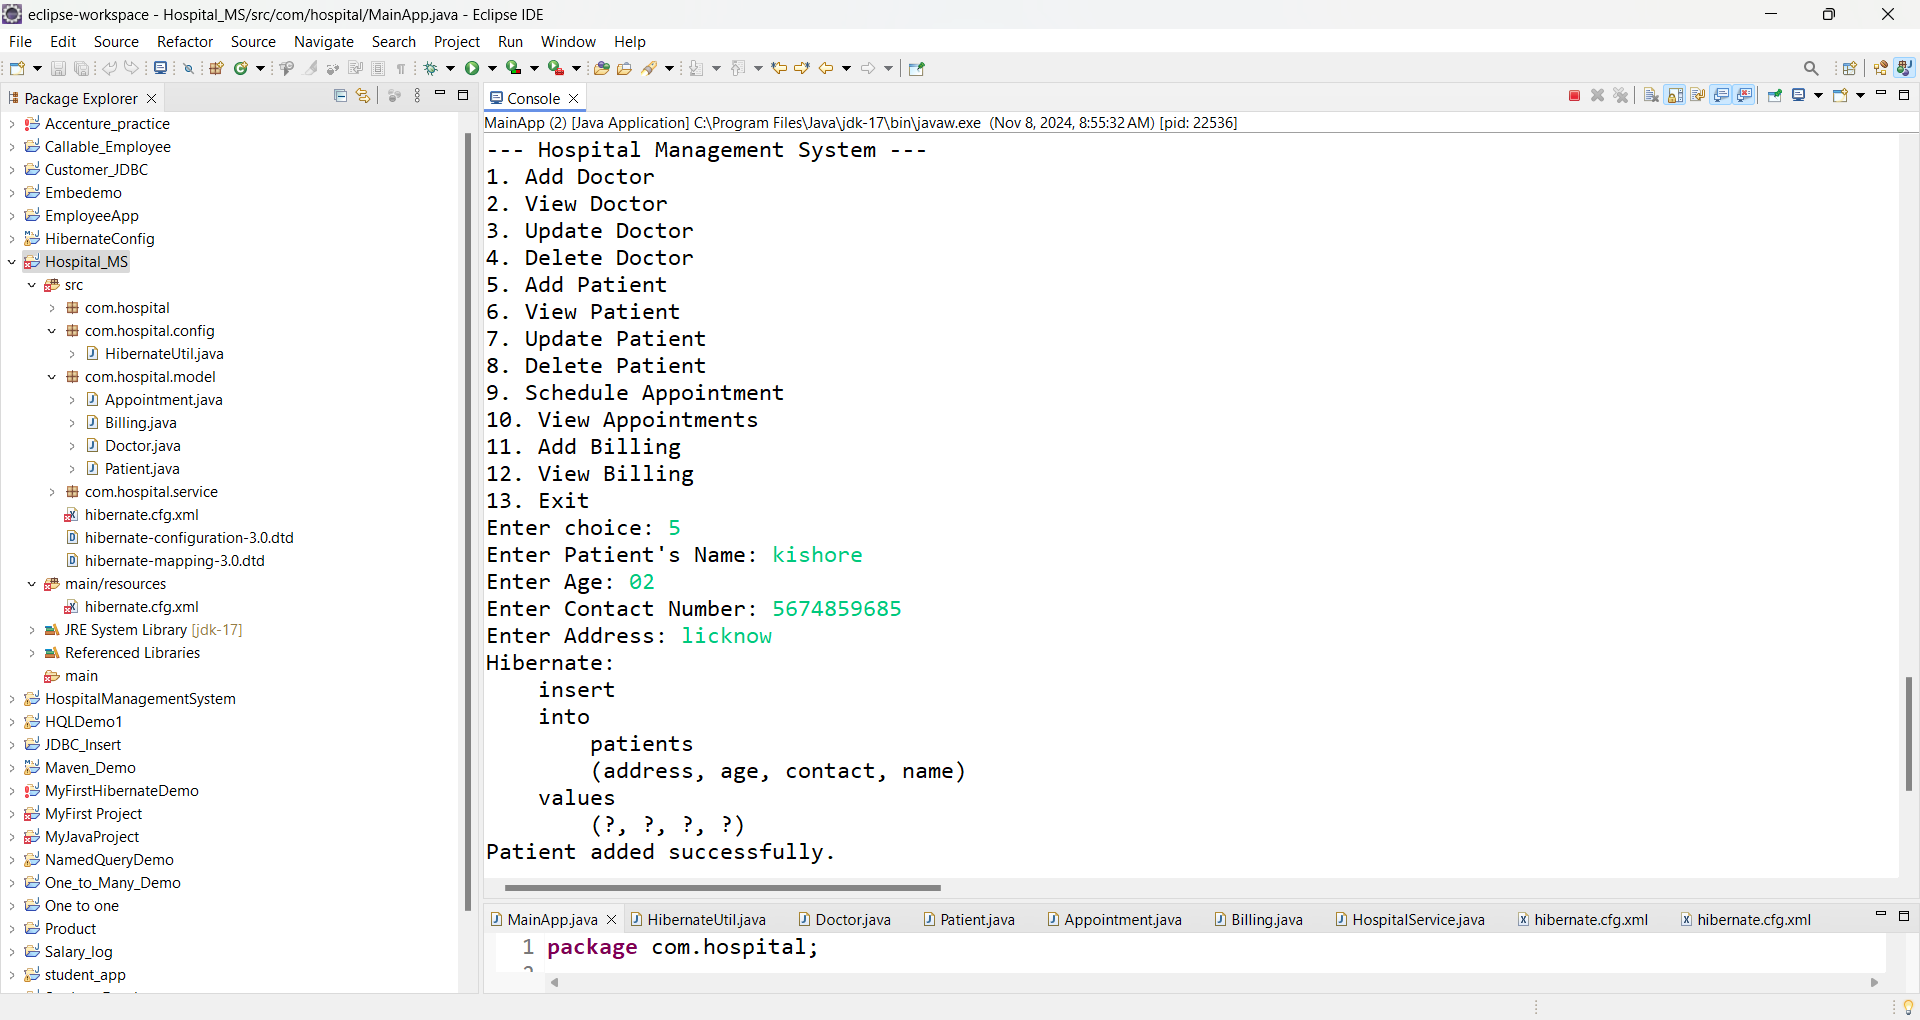 eclipse-workspace - Hospital_MS/src/com/hospital/MainApp.java - Eclipse IDE
File Edit Source Refactor Source Navigate Search Project Run Window Help
Package Explorer
Accenture_practice
Callable_Employee
Customer_JDBC
Embedemo
EmployeeApp
HibernateConfig
Hospital_MS
src
com.hospital
com.hospital.config
HibernateUtil.java
com.hospital.model
Appointment.java
Billing.java
Doctor.java
Patient.java
com.hospital.service
hibernate.cfg.xml
hibernate-configuration-3.0.dtd
hibernate-mapping-3.0.dtd
main/resources
hibernate.cfg.xml
JRE System Library [jdk-17]
Referenced Libraries
main
HospitalManagementSystem
HQLDemo1
JDBC_Insert
Maven_Demo
MyFirstHibernateDemo
MyFirst Project
MyJavaProject
NamedQueryDemo
One_to_Many_Demo
One to one
Product
Salary_log
student_app
Console
MainApp (2) [Java Application] C:\Program Files\Java\jdk-17\bin\javaw.exe (Nov 8, 2024, 8:55:32 AM) [pid: 22536]
--- Hospital Management System ---
1. Add Doctor
2. View Doctor
3. Update Doctor
4. Delete Doctor
5. Add Patient
6. View Patient
7. Update Patient
8. Delete Patient
9. Schedule Appointment
10. View Appointments
11. Add Billing
12. View Billing
13. Exit
Enter choice: 5
Enter Patient's Name: kishore
Enter Age: 02
Enter Contact Number: 5674859685
Enter Address: licknow
Hibernate:
insert
into
patients
(address, age, contact, name)
values
(?, ?, ?, ?)
Patient added successfully.
MainApp.java HibernateUtil.java Doctor.java Patient.java Appointment.java Billing.java HospitalService.java hibernate.cfg.xml hibernate.cfg.xml
1 package com.hospital;